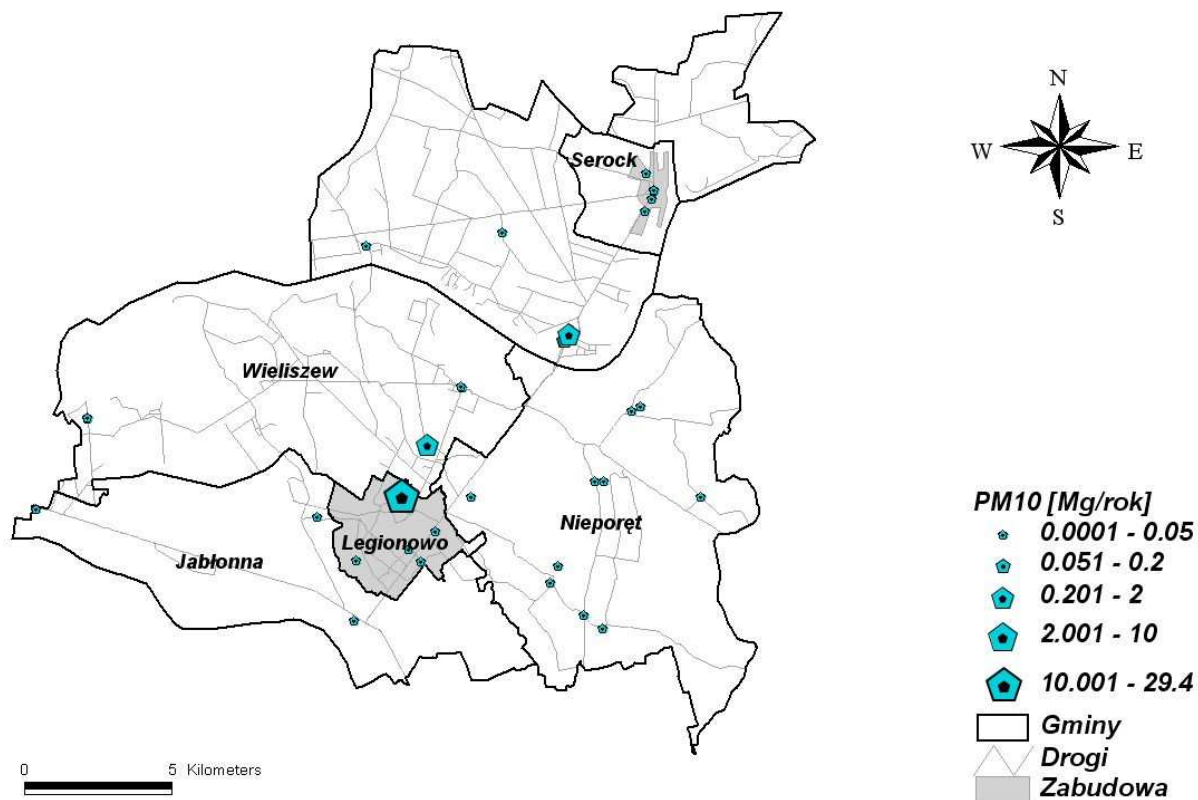 N
W
E
S
Serock
Wieliszew
Nieporęt
Legionowo
Jabłonna
PM10 [Mg/rok]
0.0001 - 0.05
0.051 - 0.2
0.201 - 2
2.001 - 10
10.001 - 29.4
Gminy
Drogi
Zabudowa
0 5 Kilometers